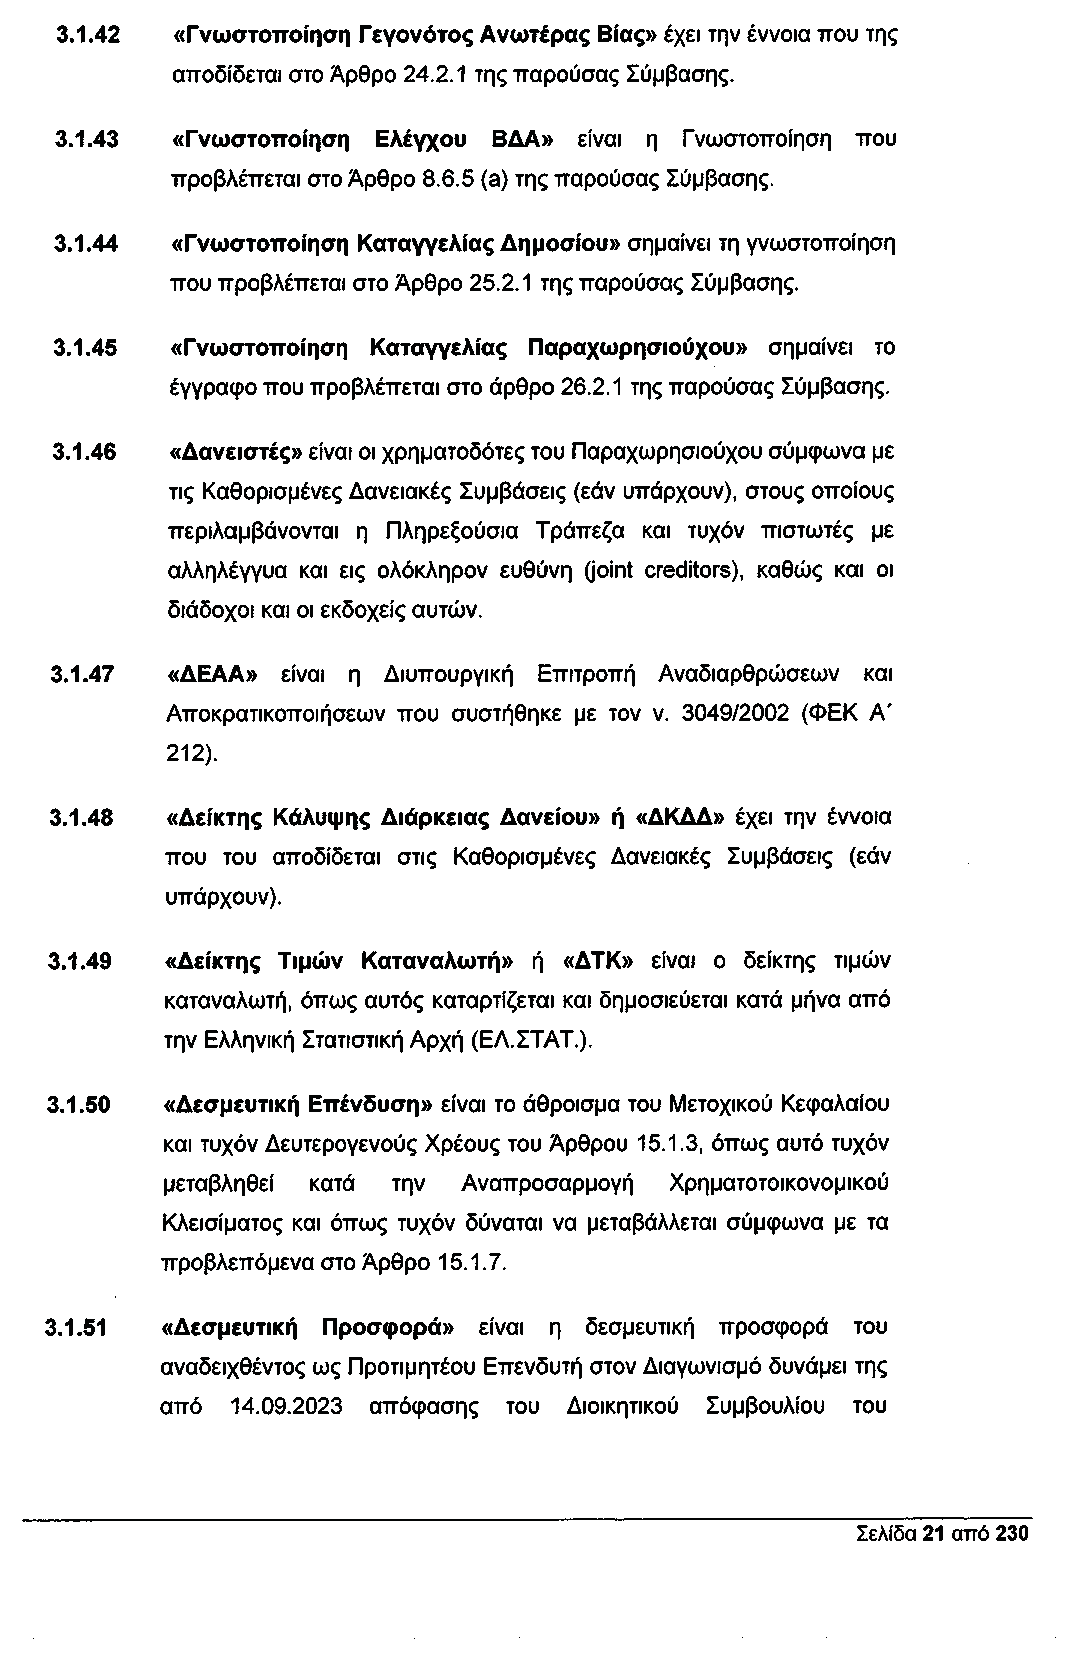 3.1.42 «Γνωστοποίηση Γεγονότος Ανωτέρας Βίας» έχει την έννοια που της
αποδίδεται στο Άρθρο 24.2.1 της παρούσας Σύμβασης.
3.1.43 «Γνωστοποίηση Ελέγχου ΒΔΑ» είναι η Γνωστοποίηση που
προβλέπεται στο Άρθρο 8.6.5 (a) της παρούσας Σύμβασης.
3.1.44 «Γνωστοποίηση Καταγγελίας Δημοσίου» σημαίνει τη γνωστοποίηση
που προβλέπεται στο Άρθρο 25.2.1 της παρούσας Σύμβασης.
3.1.45 «Γνωστοποίηση Καταγγελίας Παραχωρησιούχου» σημαίνει το
έγγραφο που προβλέπεται στο άρθρο 26.2.1 της παρούσας Σύμβασης.
3.1.46 «Δανειστές» είναι οι χρηματοδότες του Παραχωρησιούχου σύμφωνα με
τις Καθορισμένες Δανειακές Συμβάσεις (εάν υπάρχουν), στους οποίους
περιλαμβάνονται η Πληρεξούσια Τράπεζα και τυχόν πιστωτές με
αλληλέγγυα και εις ολόκληρον ευθύνη (joint creditors), καθώς και οι
διάδοχοι και οι εκδοχείς αυτών.
3.1.47 «ΔΕΑΑ» είναι η Διυπουργική Επιτροπή Αναδιαρθρώσεων και
Αποκρατικοποιήσεων που συστήθηκε με τον ν. 3049/2002 (ΦΕΚ Α'
212).
3.1.48 «Δείκτης Κάλυψης Διάρκειας Δανείου» ή «ΔΚΔΔ» έχει την έννοια
που του αποδίδεται στις Καθορισμένες Δανειακές Συμβάσεις (εάν
υπάρχουν).
3.1.49 «Δείκτης Τιμών Καταναλωτή» ή «ΔΤΚ» είναι ο δείκτης τιμών
καταναλωτή, όπως αυτός καταρτίζεται και δημοσιεύεται κατά μήνα από
την Ελληνική Στατιστική Αρχή (ΕΛ.ΣΤΑΤ.).
3.1.50 «Δεσμευτική Επένδυση» είναι το άθροισμα του Μετοχικού Κεφαλαίου
και τυχόν Δευτερογενούς Χρέους του Άρθρου 15.1.3, όπως αυτό τυχόν
μεταβληθεί κατά την Αναπροσαρμογή Χρηματοτοικονομικού
Κλεισίματος και όπως τυχόν δύναται να μεταβάλλεται σύμφωνα με τα
προβλεπόμενα στο Άρθρο 15.1.7.
3.1.51 «Δεσμευτική Προσφορά» είναι η δεσμευτική προσφορά του
αναδειχθέντος ως Προτιμητέου Επενδυτή στον Διαγωνισμό δυνάμει της
από 14.09.2023 απόφασης του Διοικητικού Συμβουλίου του
Σελίδα 21 από 230